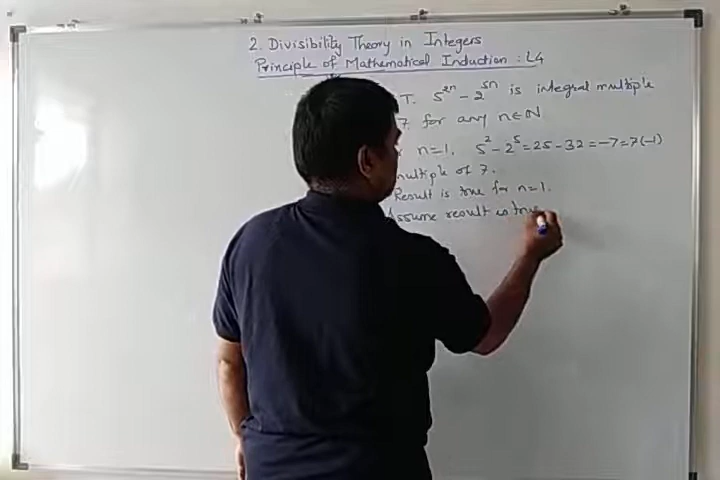 2. Divisibility Theory in Integers
Principle of Mathematical Induction : L4
T. 5^{2n} - 2^{5n} is integral multiple
7 for any n∈N
n=1, 5^2 - 2^5 = 25 - 32 = -7 = 7(-1)
multiple of 7.
Result is true for n=1.
Assume result is true